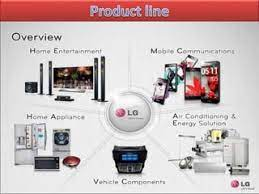 Product line
Overview
Home Entertainment
Mobile Communications
LG
Home Appliance
Air Conditioning &
Energy Solution
Vehicle Components
LG